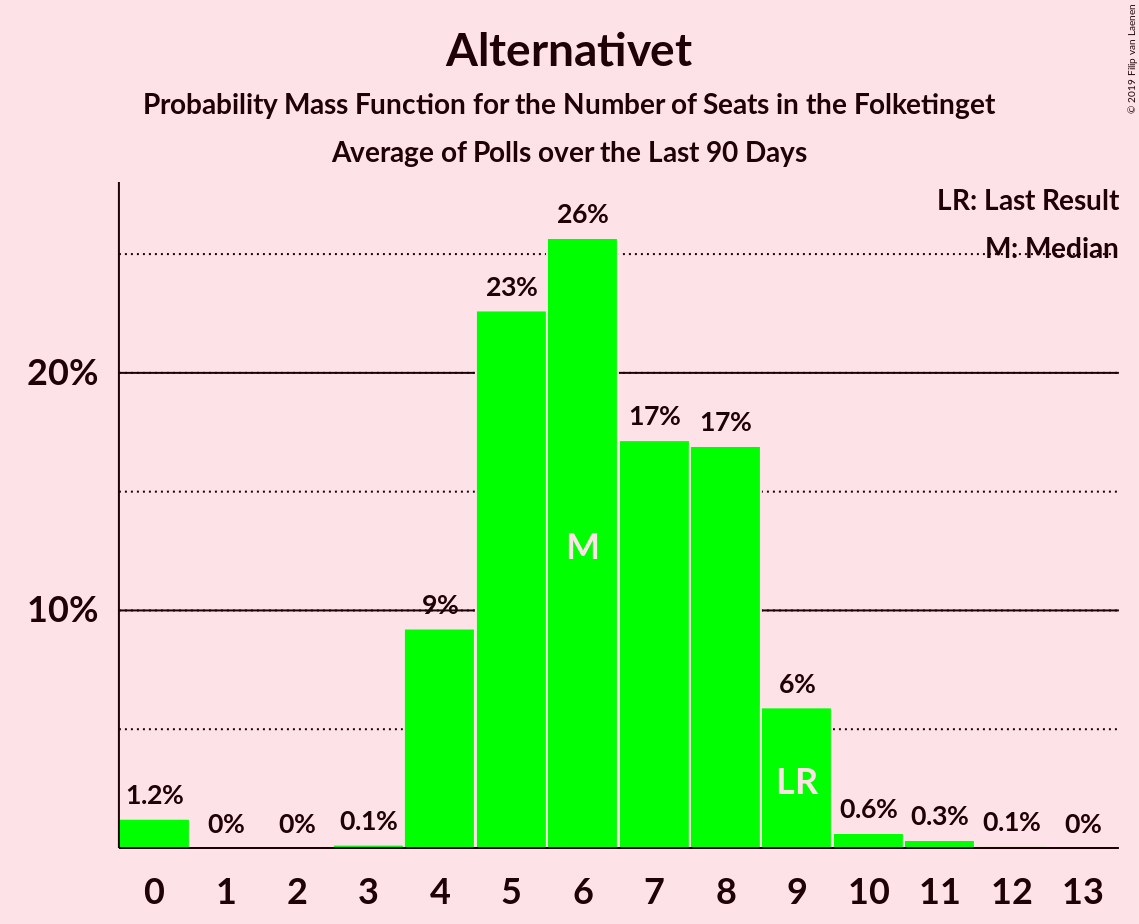 Alternativet
Probability Mass Function for the Number of Seats in the Folketinget
Average of Polls over the Last 90 Days
© 2019 Filip van Laenen
LR: Last Result
M: Median
20%
10%
1.2%
0%
0%
0.1%
9%
23%
26%
17%
17%
6%
0.6%
0.3%
0.1%
0%
M
LR
0 1 2 3 4 5 6 7 8 9 10 11 12 13